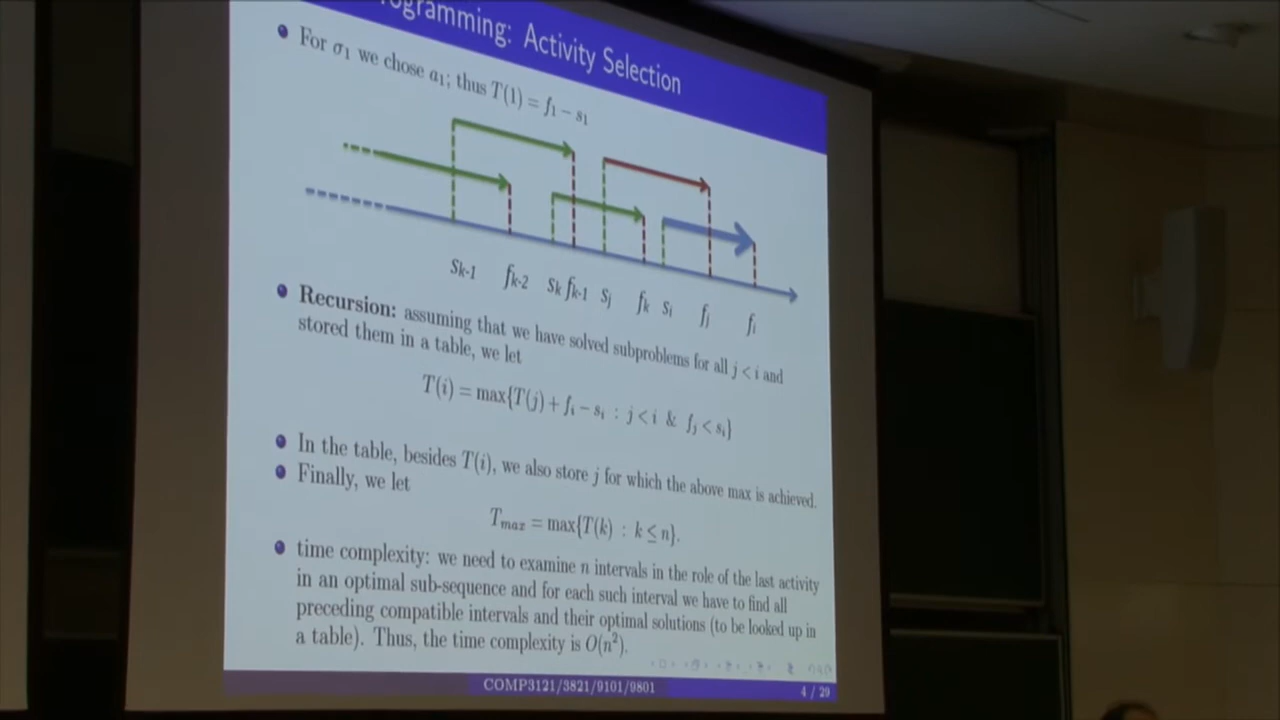 ogramming: Activity Selection
For σ₁ we chose a₁; thus T(1) = f₁ − s₁
Sk-1 fk-2 Sk fk-1 Sj fk Si fj fi
Recursion: assuming that we have solved subproblems for all j < i and
stored them in a table, we let
T(i) = max{T(j) + fᵢ − sᵢ : j < i & fⱼ < sᵢ}
In the table, besides T(i), we also store j for which the above max is achieved.
Finally, we let
Tmax = max{T(k) : k ≤ n}.
time complexity: we need to examine n intervals in the role of the last activity
in an optimal sub-sequence and for each such interval we have to find all
preceding compatible intervals and their optimal solutions (to be looked up in
a table). Thus, the time complexity is O(n²).
COMP3121/3821/9101/9801
4 / 29